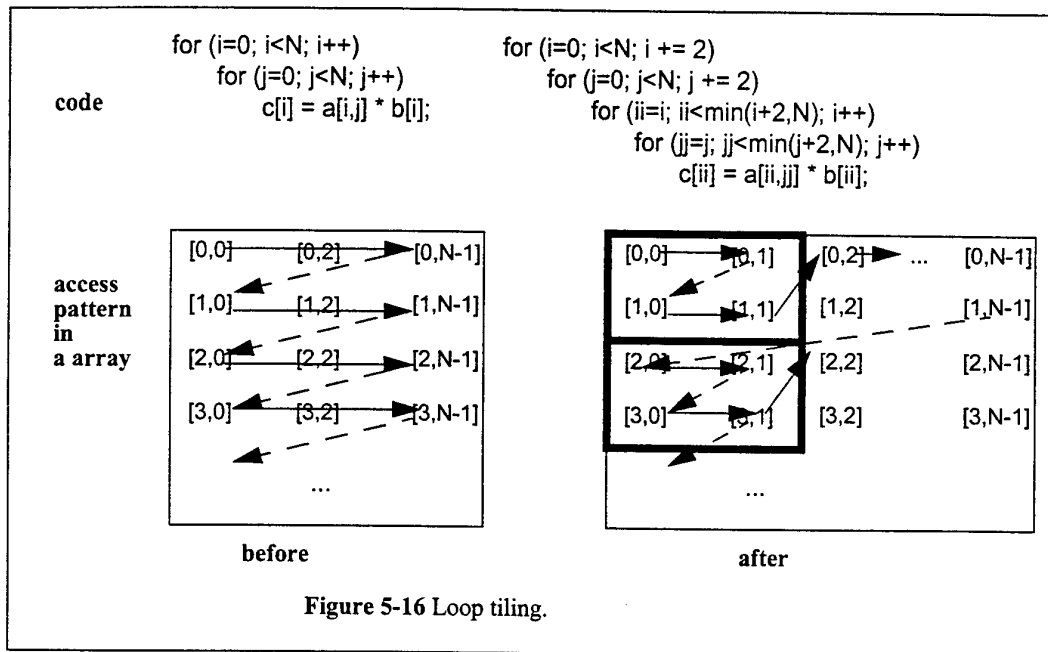 for (i=0; i<N; i++)
for (j=0; j<N; j++)
c[i] = a[i,j] * b[i];
for (i=0; i<N; i += 2)
for (j=0; j<N; j += 2)
for (ii=i; ii<min(i+2,N); i++)
for (jj=j; jj<min(j+2,N); j++)
c[ii] = a[ii,jj] * b[ii];
code
access
pattern
in
a array
[0,0] [0,2] [0,N-1]
[1,0] [1,2] [1,N-1]
[2,0] [2,2] [2,N-1]
[3,0] [3,2] [3,N-1]
...
before
[0,0] [0,1] [0,2] ... [0,N-1]
[1,0] [1,1] [1,2] [1,N-1]
[2,0] [2,1] [2,2] [2,N-1]
[3,0] [3,1] [3,2] [3,N-1]
...
after
Figure 5-16 Loop tiling.